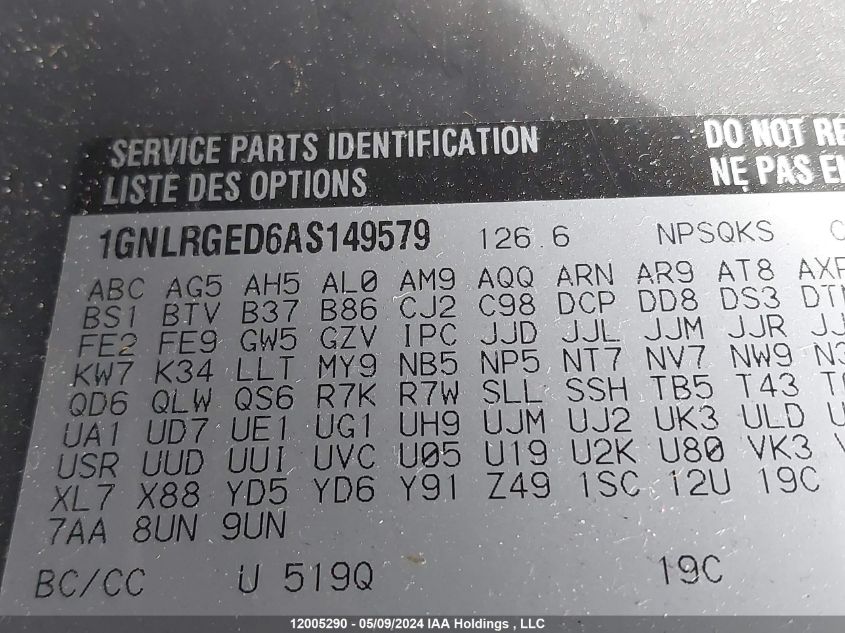 SERVICE PARTS IDENTIFICATION DO NOT
LISTE DES OPTIONS NE PAS
1GNLRGED6AS149579 126.6 NPSQKS
ABC AG5 AH5 AL0 AM9 AQQ ARN AR9 AT8
BS1 BTV B37 B86 CJ2 C98 DCP DD8 DS3
FE2 FE9 GW5 GZV IPC JJD JJL JJM JJR
KW7 K34 LLT MY9 NB5 NP5 NT7 NV7 NW9
QD6 QLW QS6 R7K R7W SLL SSH TB5 T43
UA1 UD7 UE1 UG1 UH9 UJM UJ2 UK3 ULD
USR UUD UUI UVC U05 U19 U2K U80 VK3
XL7 X88 YD5 YD6 Y91 Z49 1SC 12U 19C
7AA 8UN 9UN
BC/CC U 519Q 19C
12005290 - 05/09/2024 IAA Holdings , LLC